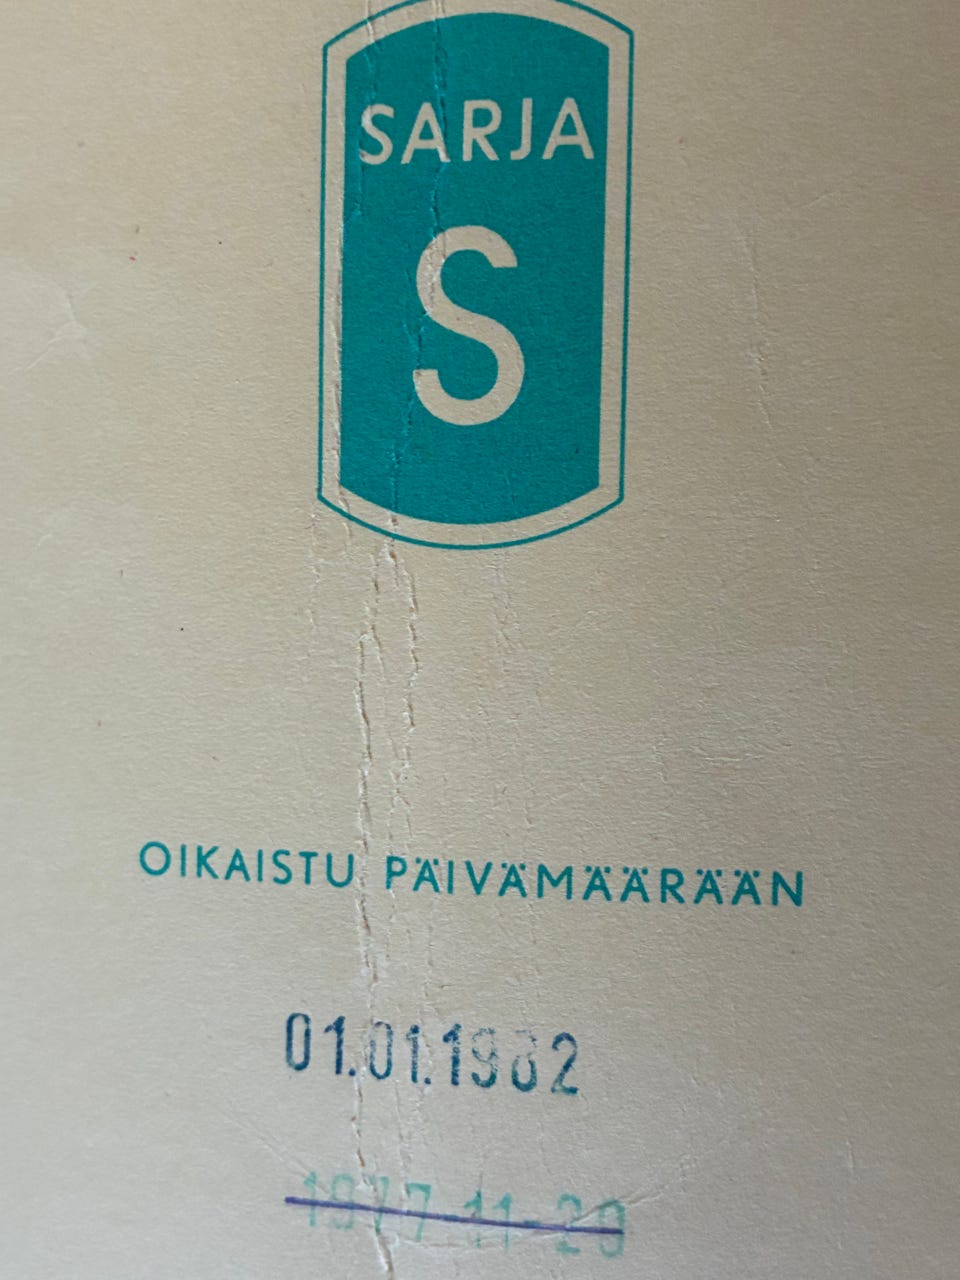 SARJA
S
OIKAISTU PÄIVÄMÄÄRÄÄN
01.01.1982
1977-11-29